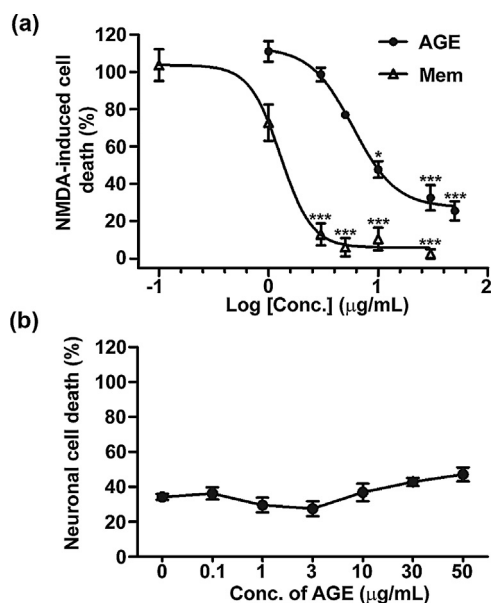 (a)
120
100
80
60
40
20
0
NMDA-induced cell
death (%)
AGE
Mem
*
***
***
***
***
***
***
-1
0
1
2
Log [Conc.] (μg/mL)
(b)
120
100
80
60
40
20
0
Neuronal cell death (%)
0 0.1 1 3 10 30 50
Conc. of AGE (μg/mL)